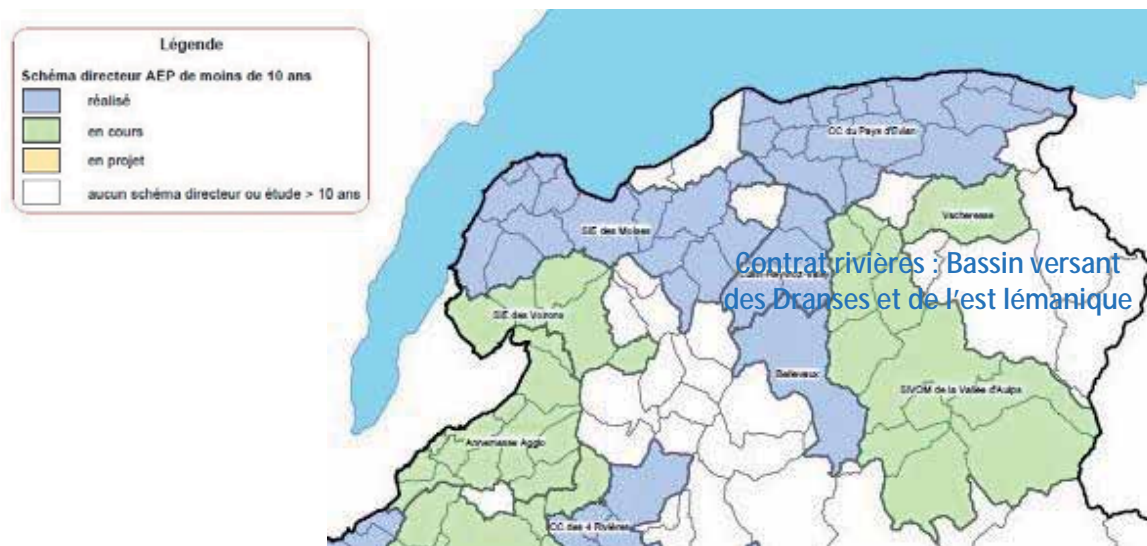 Légende
Schéma directeur AEP de moins de 10 ans
réalisé
en cours
en projet
aucun schéma directeur ou étude > 10 ans
CC du Pays d'Evian
Vacheresse
SIE des Moises
Contrat rivières : Bassin versant
des Dranses et de l'est lémanique
SIE des Voirons
Bellevaux
SIVOM de la Vallée d'Aulps
Annemasse Agglo
CC des 4 Rivières